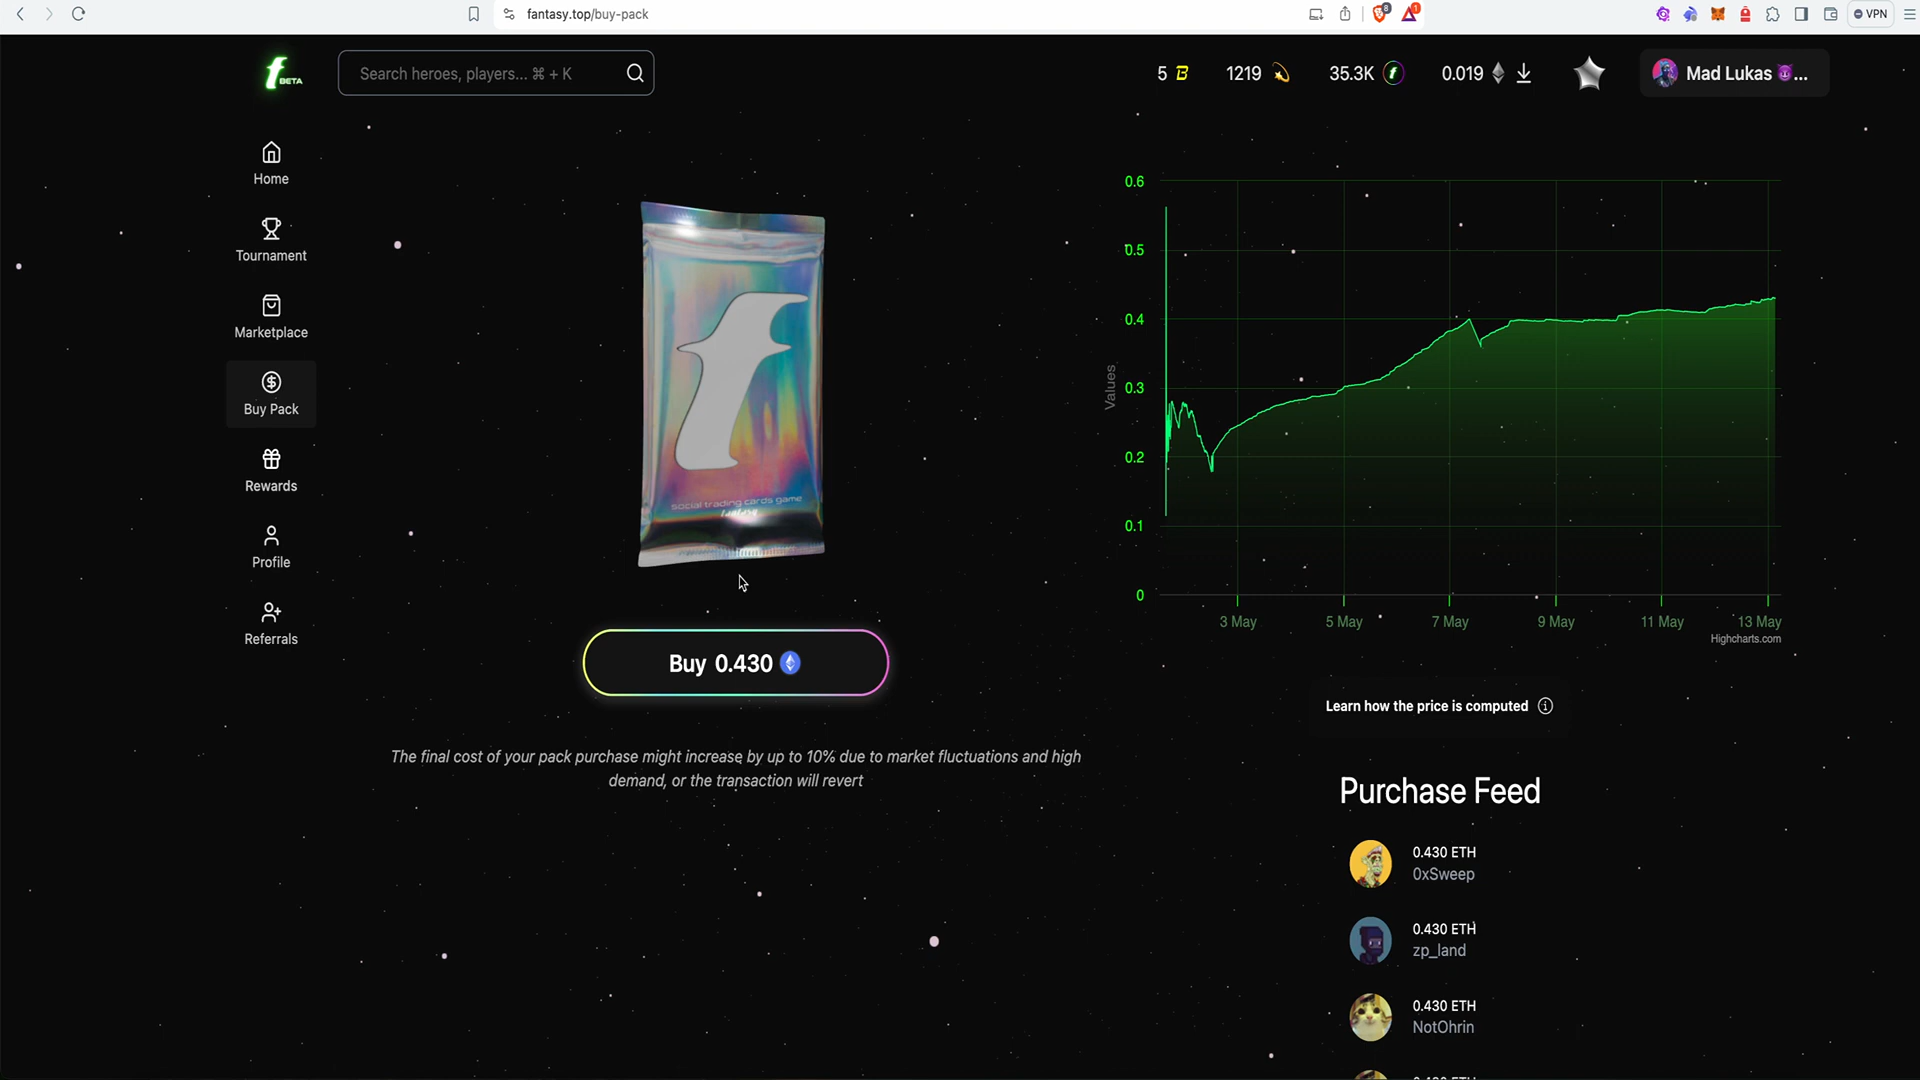 fantasy.top/buy-pack
8
1
VPN
f BETA
Search heroes, players... ⌘ + K
5
1219
35.3K
0.019
Mad Lukas 😈...
Home
Tournament
Marketplace
Buy Pack
Rewards
Profile
Referrals
social trading cards game
fantasy
Buy 0.430
The final cost of your pack purchase might increase by up to 10% due to market fluctuations and high
demand, or the transaction will revert
Values
0.6
0.5
0.4
0.3
0.2
0.1
0
3 May
5 May
7 May
9 May
11 May
13 May
Highcharts.com
Learn how the price is computed
Purchase Feed
0.430 ETH
0xSweep
0.430 ETH
zp_land
0.430 ETH
NotOhrin